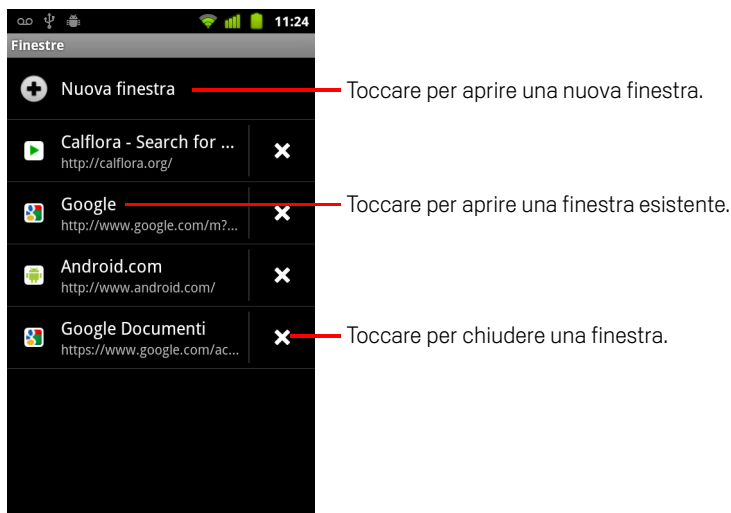 11:24
Finestre
Nuova finestra
Toccare per aprire una nuova finestra.
Calflora - Search for ...
http://calflora.org/
Google
http://www.google.com/m?...
Toccare per aprire una finestra esistente.
Android.com
http://www.android.com/
Google Documenti
https://www.google.com/ac...
Toccare per chiudere una finestra.